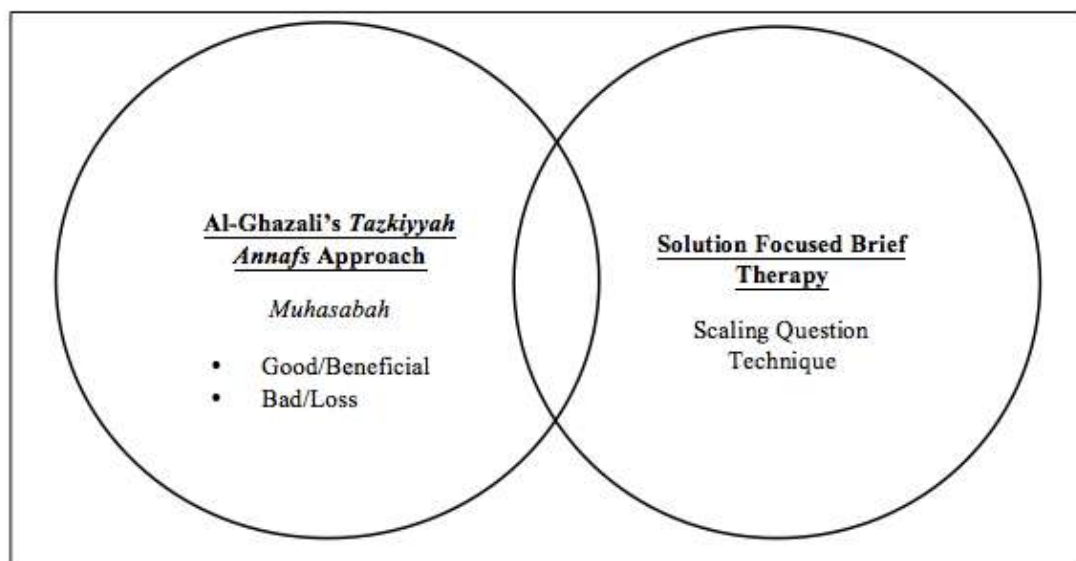 Al-Ghazali’s Tazkiyyah
Annafs Approach
Muhasabah
• Good/Beneficial
• Bad/Loss
Solution Focused Brief
Therapy
Scaling Question
Technique